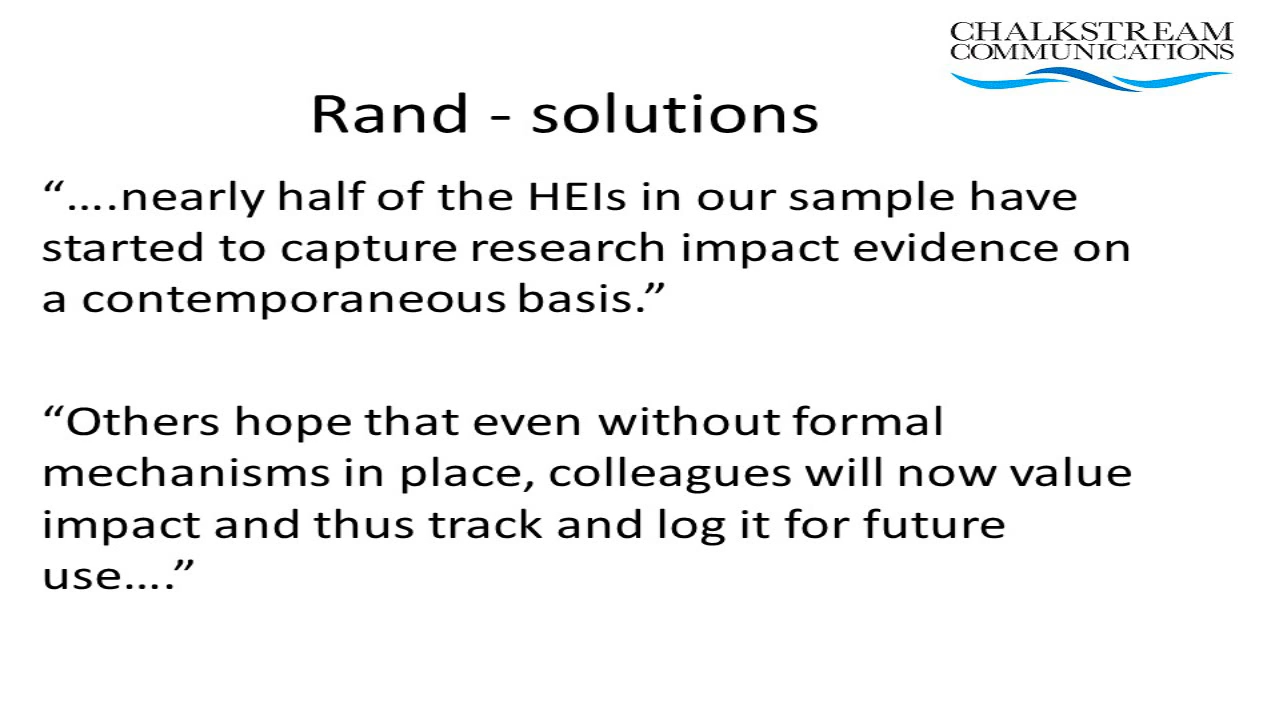 CHALKSTREAM
COMMUNICATIONS
Rand - solutions
“….nearly half of the HEIs in our sample have
started to capture research impact evidence on
a contemporaneous basis.”
“Others hope that even without formal
mechanisms in place, colleagues will now value
impact and thus track and log it for future
use….”